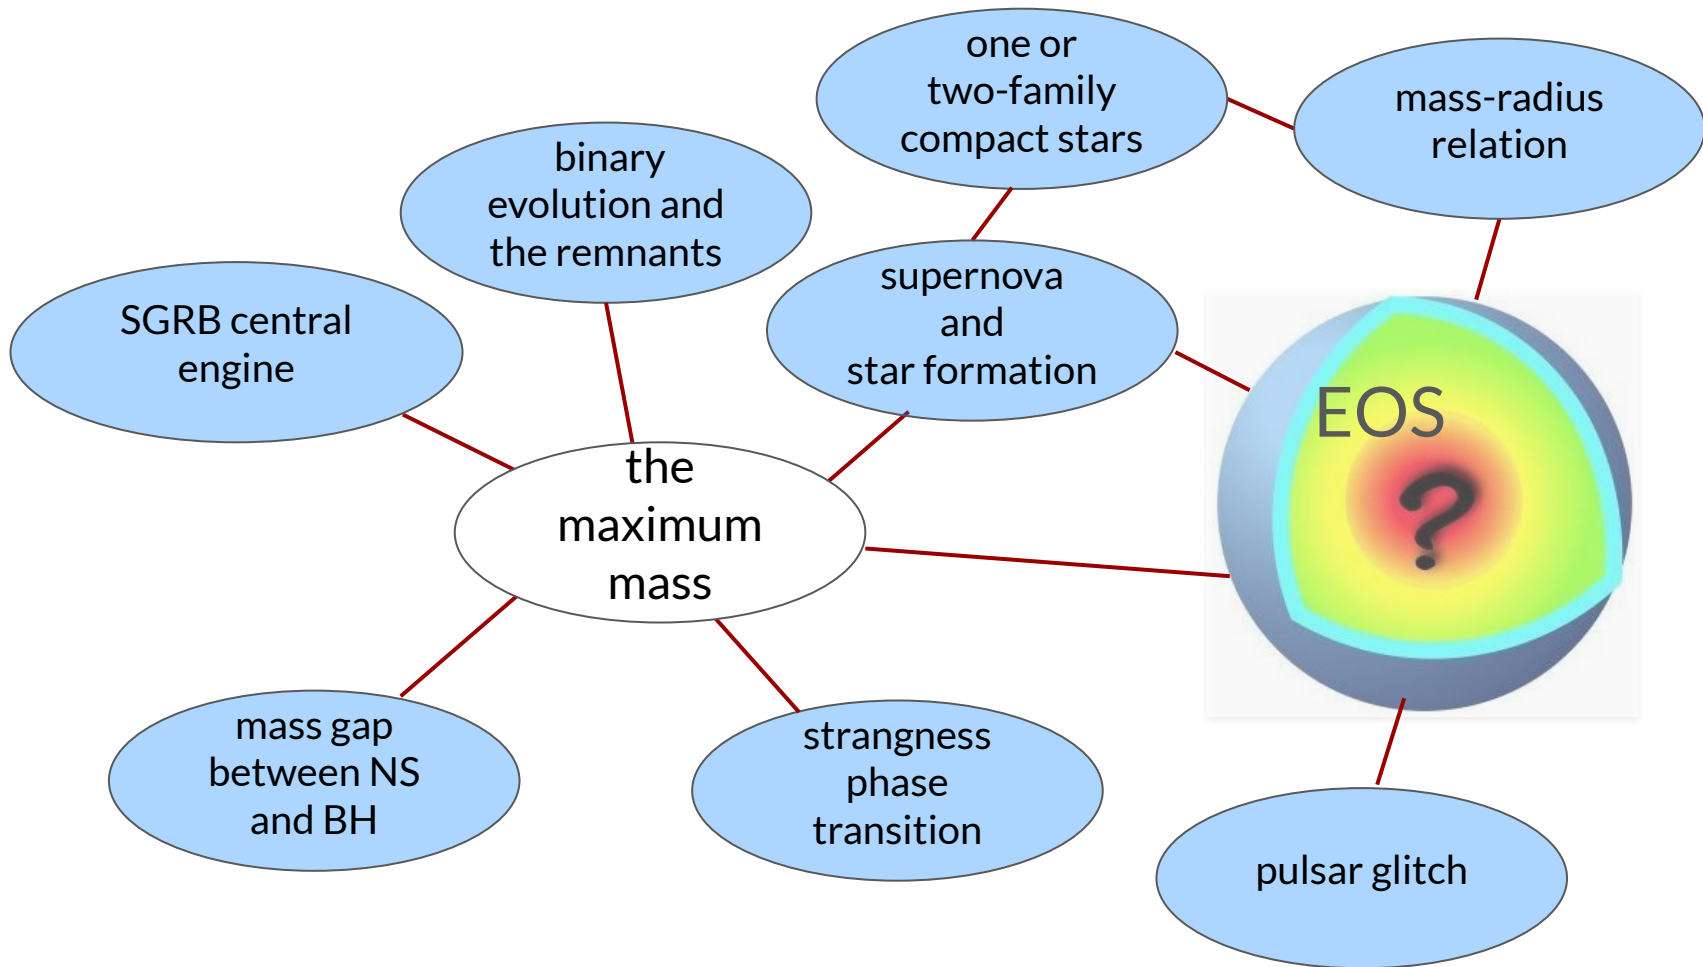 one or
two-family
compact stars
mass-radius
relation
binary
evolution and
the remnants
SGRB central
engine
supernova
and
star formation
EOS
?
the
maximum
mass
mass gap
between NS
and BH
strangness
phase
transition
pulsar glitch